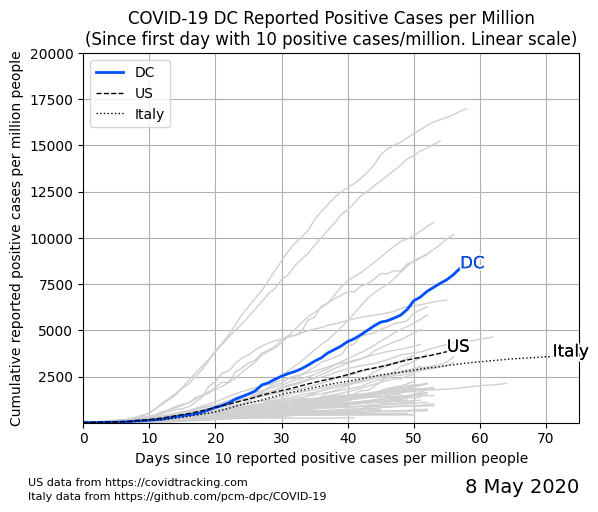 COVID-19 DC Reported Positive Cases per Million
(Since first day with 10 positive cases/million. Linear scale)
Cumulative reported positive cases per million people
20000
17500
15000
12500
10000
7500
5000
2500
DC
US
Italy
DC
US
Italy
0 10 20 30 40 50 60 70
Days since 10 reported positive cases per million people
US data from https://covidtracking.com
Italy data from https://github.com/pcm-dpc/COVID-19
8 May 2020